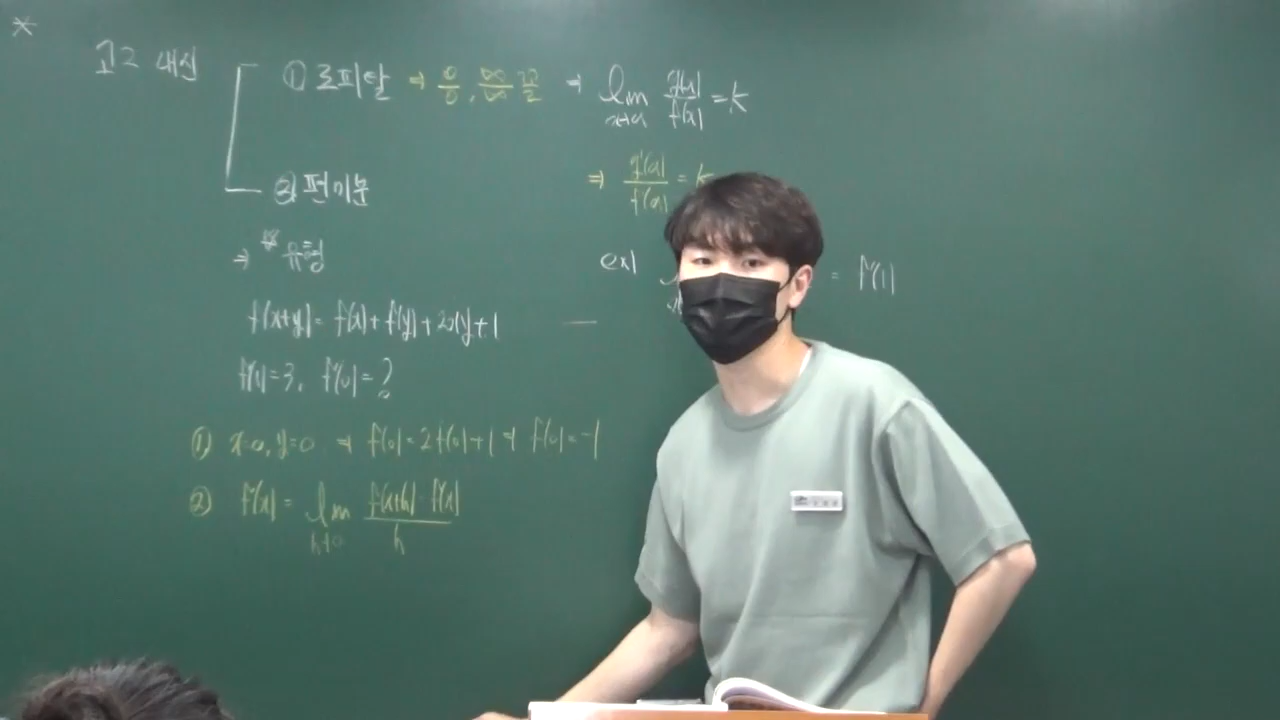 *
고2 내신
① 로피탈 ⇒ 0/0, ∞/∞ 꼴 ⇒ lim x→a g(x)/f(x) = k
⇒ g'(a)/f'(a) = k
② 편미분
⇒ * 유형
ex)
= f'(1)
f(x+y) = f(x) + f(y) + 2xy + 1
f'(1)=3, f'(0)=?
① x=0, y=0 ⇒ f(0)=2f(0)+1 ⇒ f(0)=-1
② f'(x) = lim h→0 f(x+h)-f(x)/h